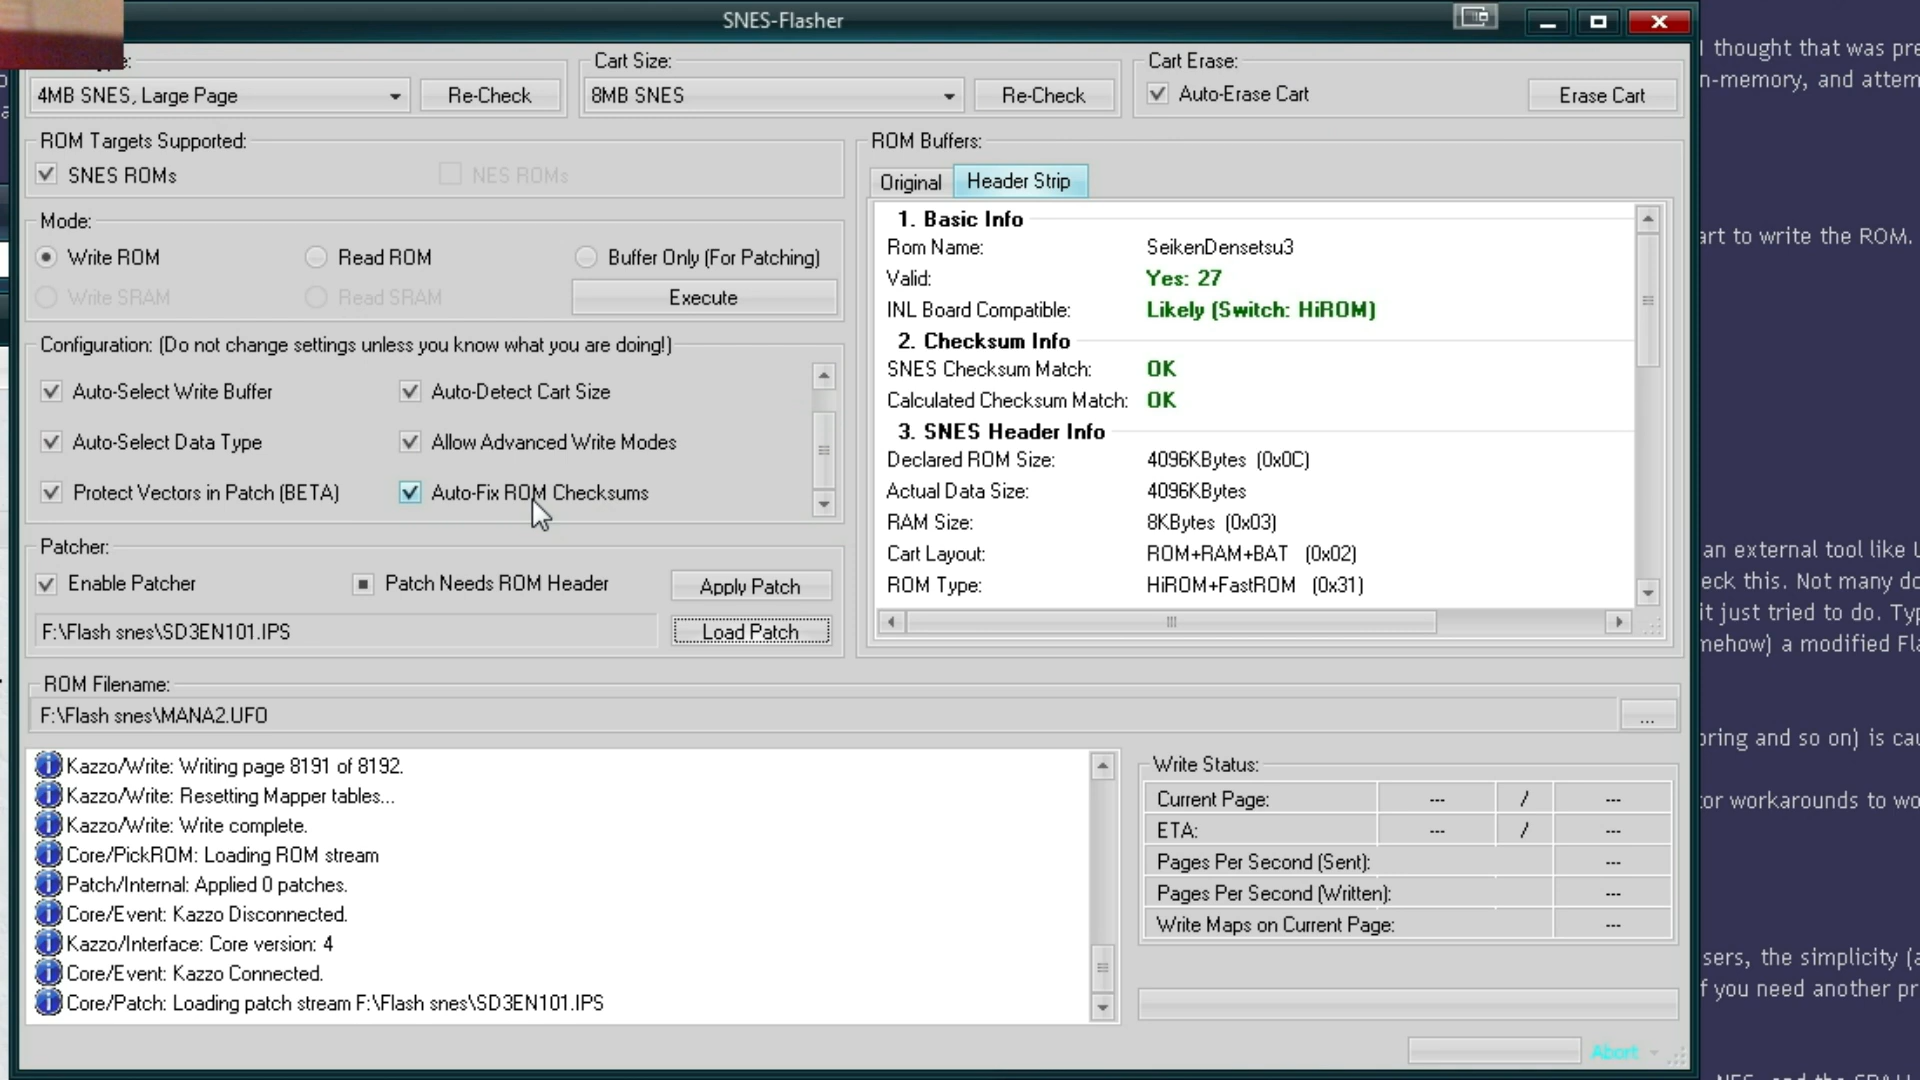 SNES-Flasher
Cart Size:
Cart Erase:
4MB SNES, Large Page
Re-Check
8MB SNES
Re-Check
Auto-Erase Cart
Erase Cart
ROM Targets Supported:
SNES ROMs
NES ROMs
Mode:
Write ROM
Read ROM
Buffer Only (For Patching)
Write SRAM
Read SRAM
Execute
Configuration: (Do not change settings unless you know what you are doing!)
Auto-Select Write Buffer
Auto-Detect Cart Size
Auto-Select Data Type
Allow Advanced Write Modes
Protect Vectors in Patch (BETA)
Auto-Fix ROM Checksums
Patcher:
Enable Patcher
Patch Needs ROM Header
Apply Patch
F:\Flash snes\SD3EN101.IPS
Load Patch
ROM Buffers:
Original
Header Strip
1. Basic Info
Rom Name: SeikenDensetsu3
Valid: Yes: 27
INL Board Compatible: Likely (Switch: HiROM)
2. Checksum Info
SNES Checksum Match: OK
Calculated Checksum Match: OK
3. SNES Header Info
Declared ROM Size: 4096KBytes (0x0C)
Actual Data Size: 4096KBytes
RAM Size: 8KBytes (0x03)
Cart Layout: ROM+RAM+BAT (0x02)
ROM Type: HiROM+FastROM (0x31)
ROM Filename:
F:\Flash snes\MANA2.UFO
...
Kazzo/Write: Writing page 8191 of 8192.
Kazzo/Write: Resetting Mapper tables...
Kazzo/Write: Write complete.
Core/PickROM: Loading ROM stream
Patch/Internal: Applied 0 patches.
Core/Event: Kazzo Disconnected.
Kazzo/Interface: Core version: 4
Core/Event: Kazzo Connected.
Core/Patch: Loading patch stream F:\Flash snes\SD3EN101.IPS
Write Status:
Current Page: --- / ---
ETA: --- / ---
Pages Per Second (Sent): ---
Pages Per Second (Written): ---
Write Maps on Current Page: ---
Abort
I thought that was pre
n-memory, and attem
art to write the ROM.
an external tool like U
eck this. Not many do
it just tried to do. Typ
mehow) a modified Fla
oring and so on) is cau
tor workarounds to wo
sers, the simplicity (a
f you need another pr